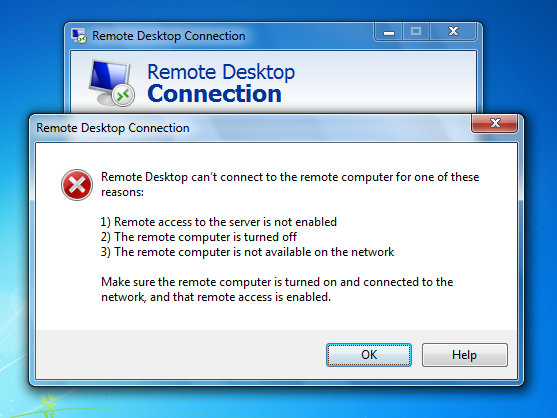 Remote Desktop Connection
Remote Desktop
Connection
Remote Desktop Connection
Remote Desktop can't connect to the remote computer for one of these
reasons:
1) Remote access to the server is not enabled
2) The remote computer is turned off
3) The remote computer is not available on the network
Make sure the remote computer is turned on and connected to the
network, and that remote access is enabled.
OK
Help